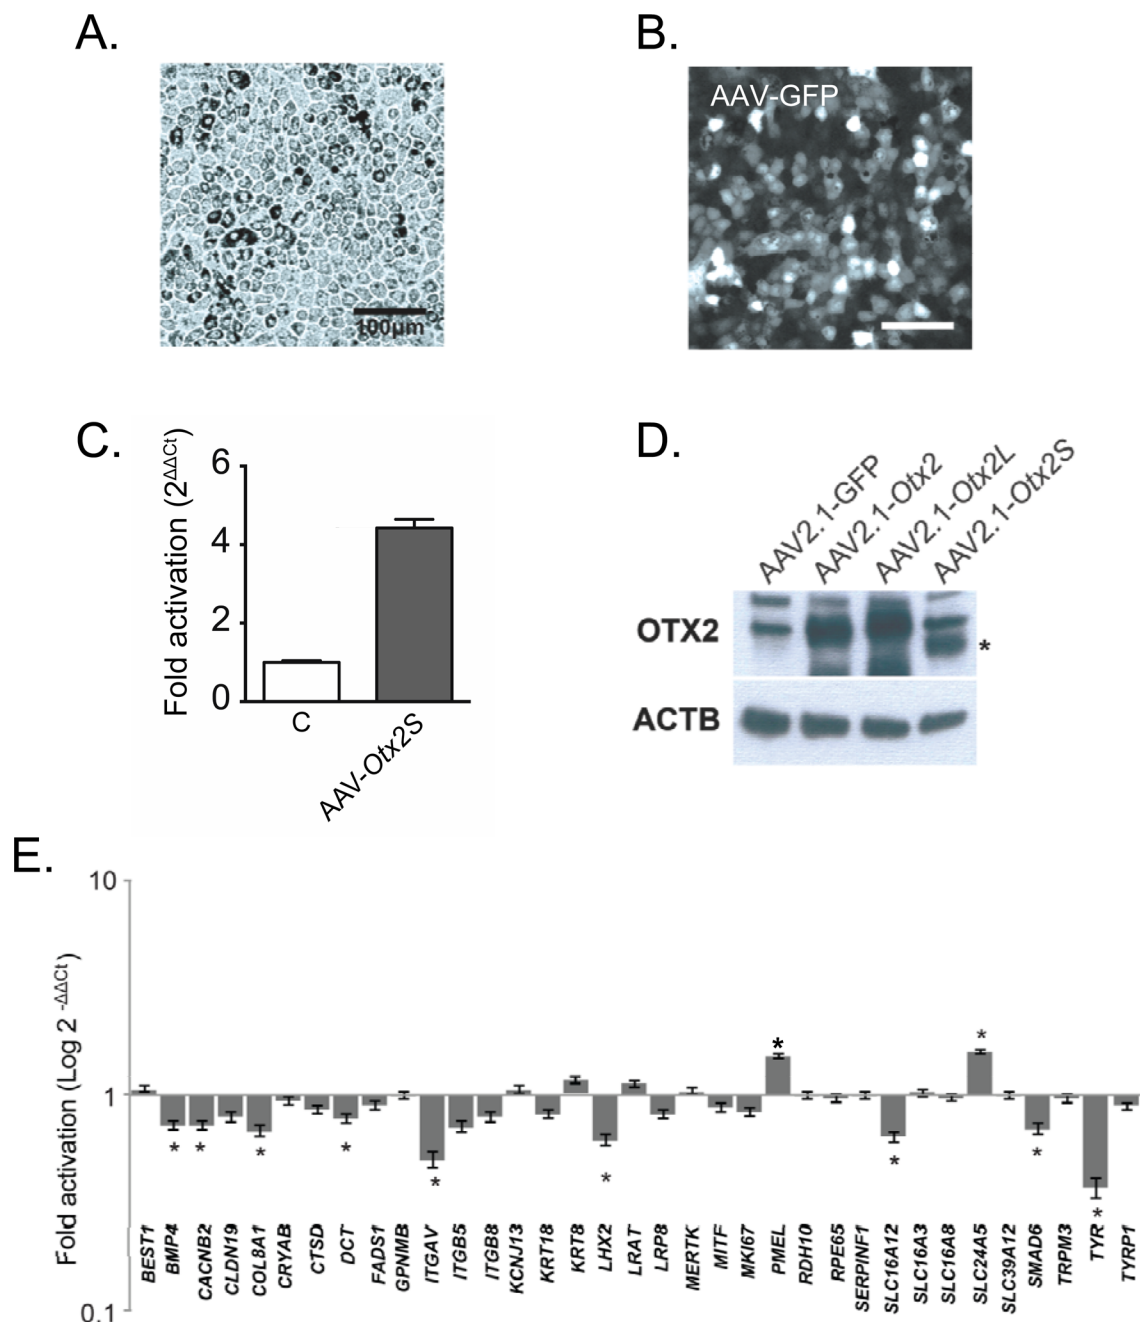 A.
B.
AAV-GFP
100µm
C.
Fold activation (2ΔΔCt)
6
4
2
0
C
AAV-Otx2S
D.
AAV2.1-GFP
AAV2.1-Otx2
AAV2.1-Otx2L
AAV2.1-Otx2S
OTX2
*
ACTB
E.
Fold activation (Log 2 -ΔΔCt)
10
1
0.1
* * * * * * * * * * *
BEST1
BMP4
CACNB2
CLDN19
COL8A1
CRYAB
CTSD
DCT
FADS1
GPNMB
ITGAV
ITGB5
ITGB8
KCNJ13
KRT18
KRT8
LHX2
LRAT
LRP8
MERTK
MITF
MKI67
PMEL
RDH10
RPE65
SERPINF1
SLC16A12
SLC16A3
SLC16A8
SLC24A5
SLC39A12
SMAD6
TRPM3
TYR
TYRP1